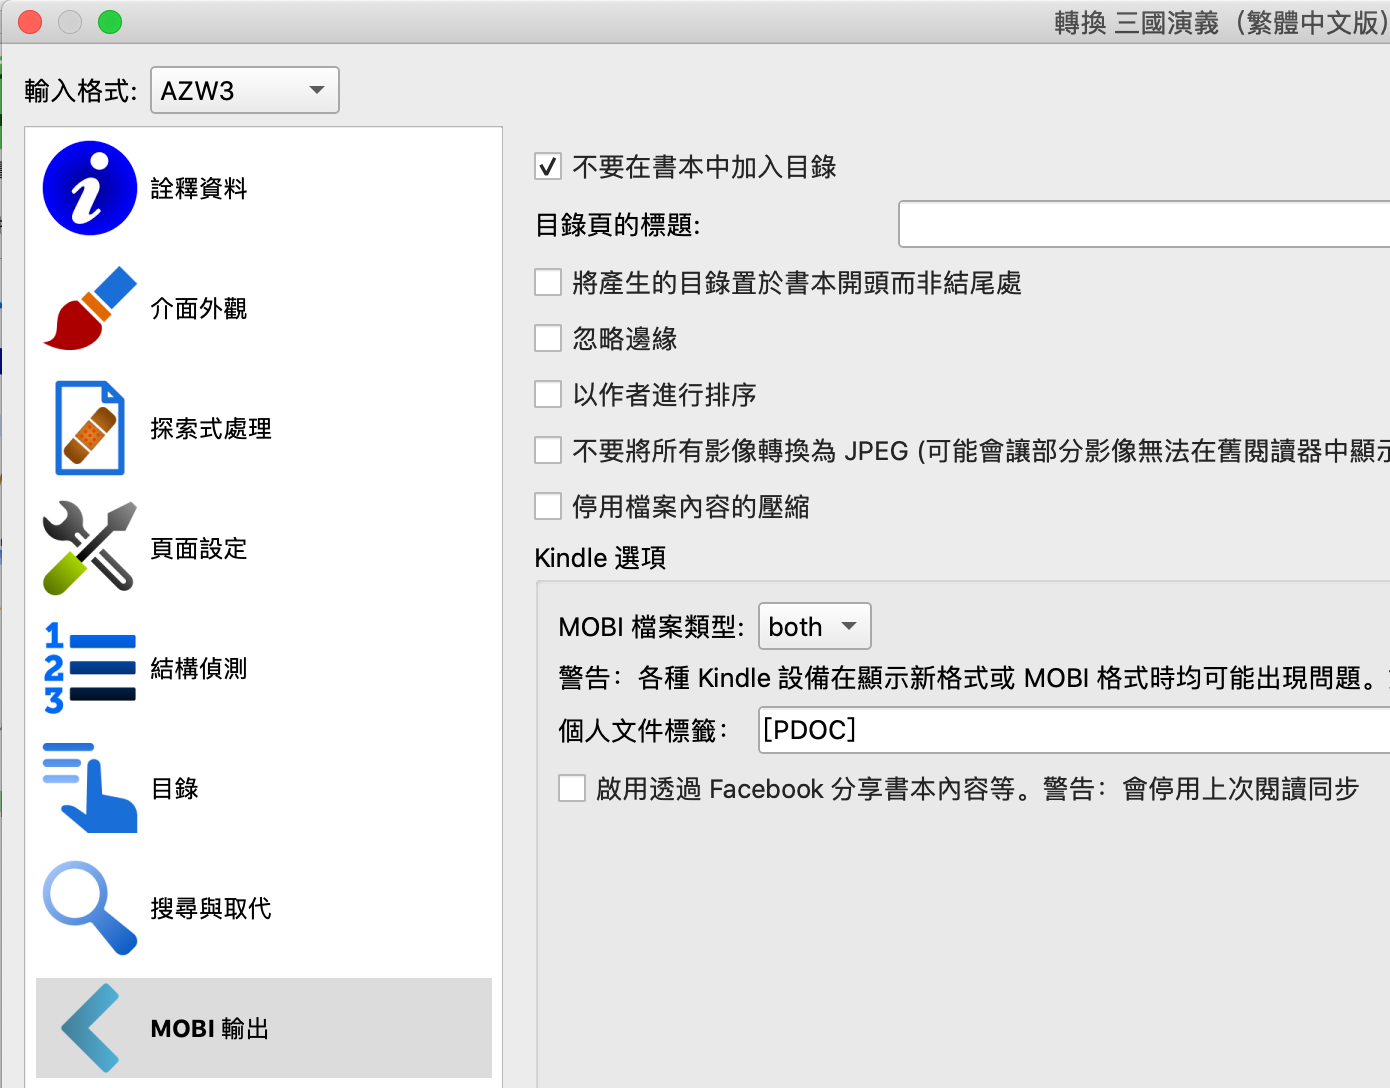 轉換 三國演義（繁體中文版）
輸入格式: AZW3
詮釋資料
介面外觀
探索式處理
頁面設定
結構偵測
目錄
搜尋與取代
MOBI 輸出
不要在書本中加入目錄
目錄頁的標題:
將產生的目錄置於書本開頭而非結尾處
忽略邊緣
以作者進行排序
不要將所有影像轉換為 JPEG (可能會讓部分影像無法在舊閱讀器中顯示
停用檔案內容的壓縮
Kindle 選項
MOBI 檔案類型: both
警告：各種 Kindle 設備在顯示新格式或 MOBI 格式時均可能出現問題。
個人文件標籤： [PDOC]
啟用透過 Facebook 分享書本內容等。警告：會停用上次閱讀同步